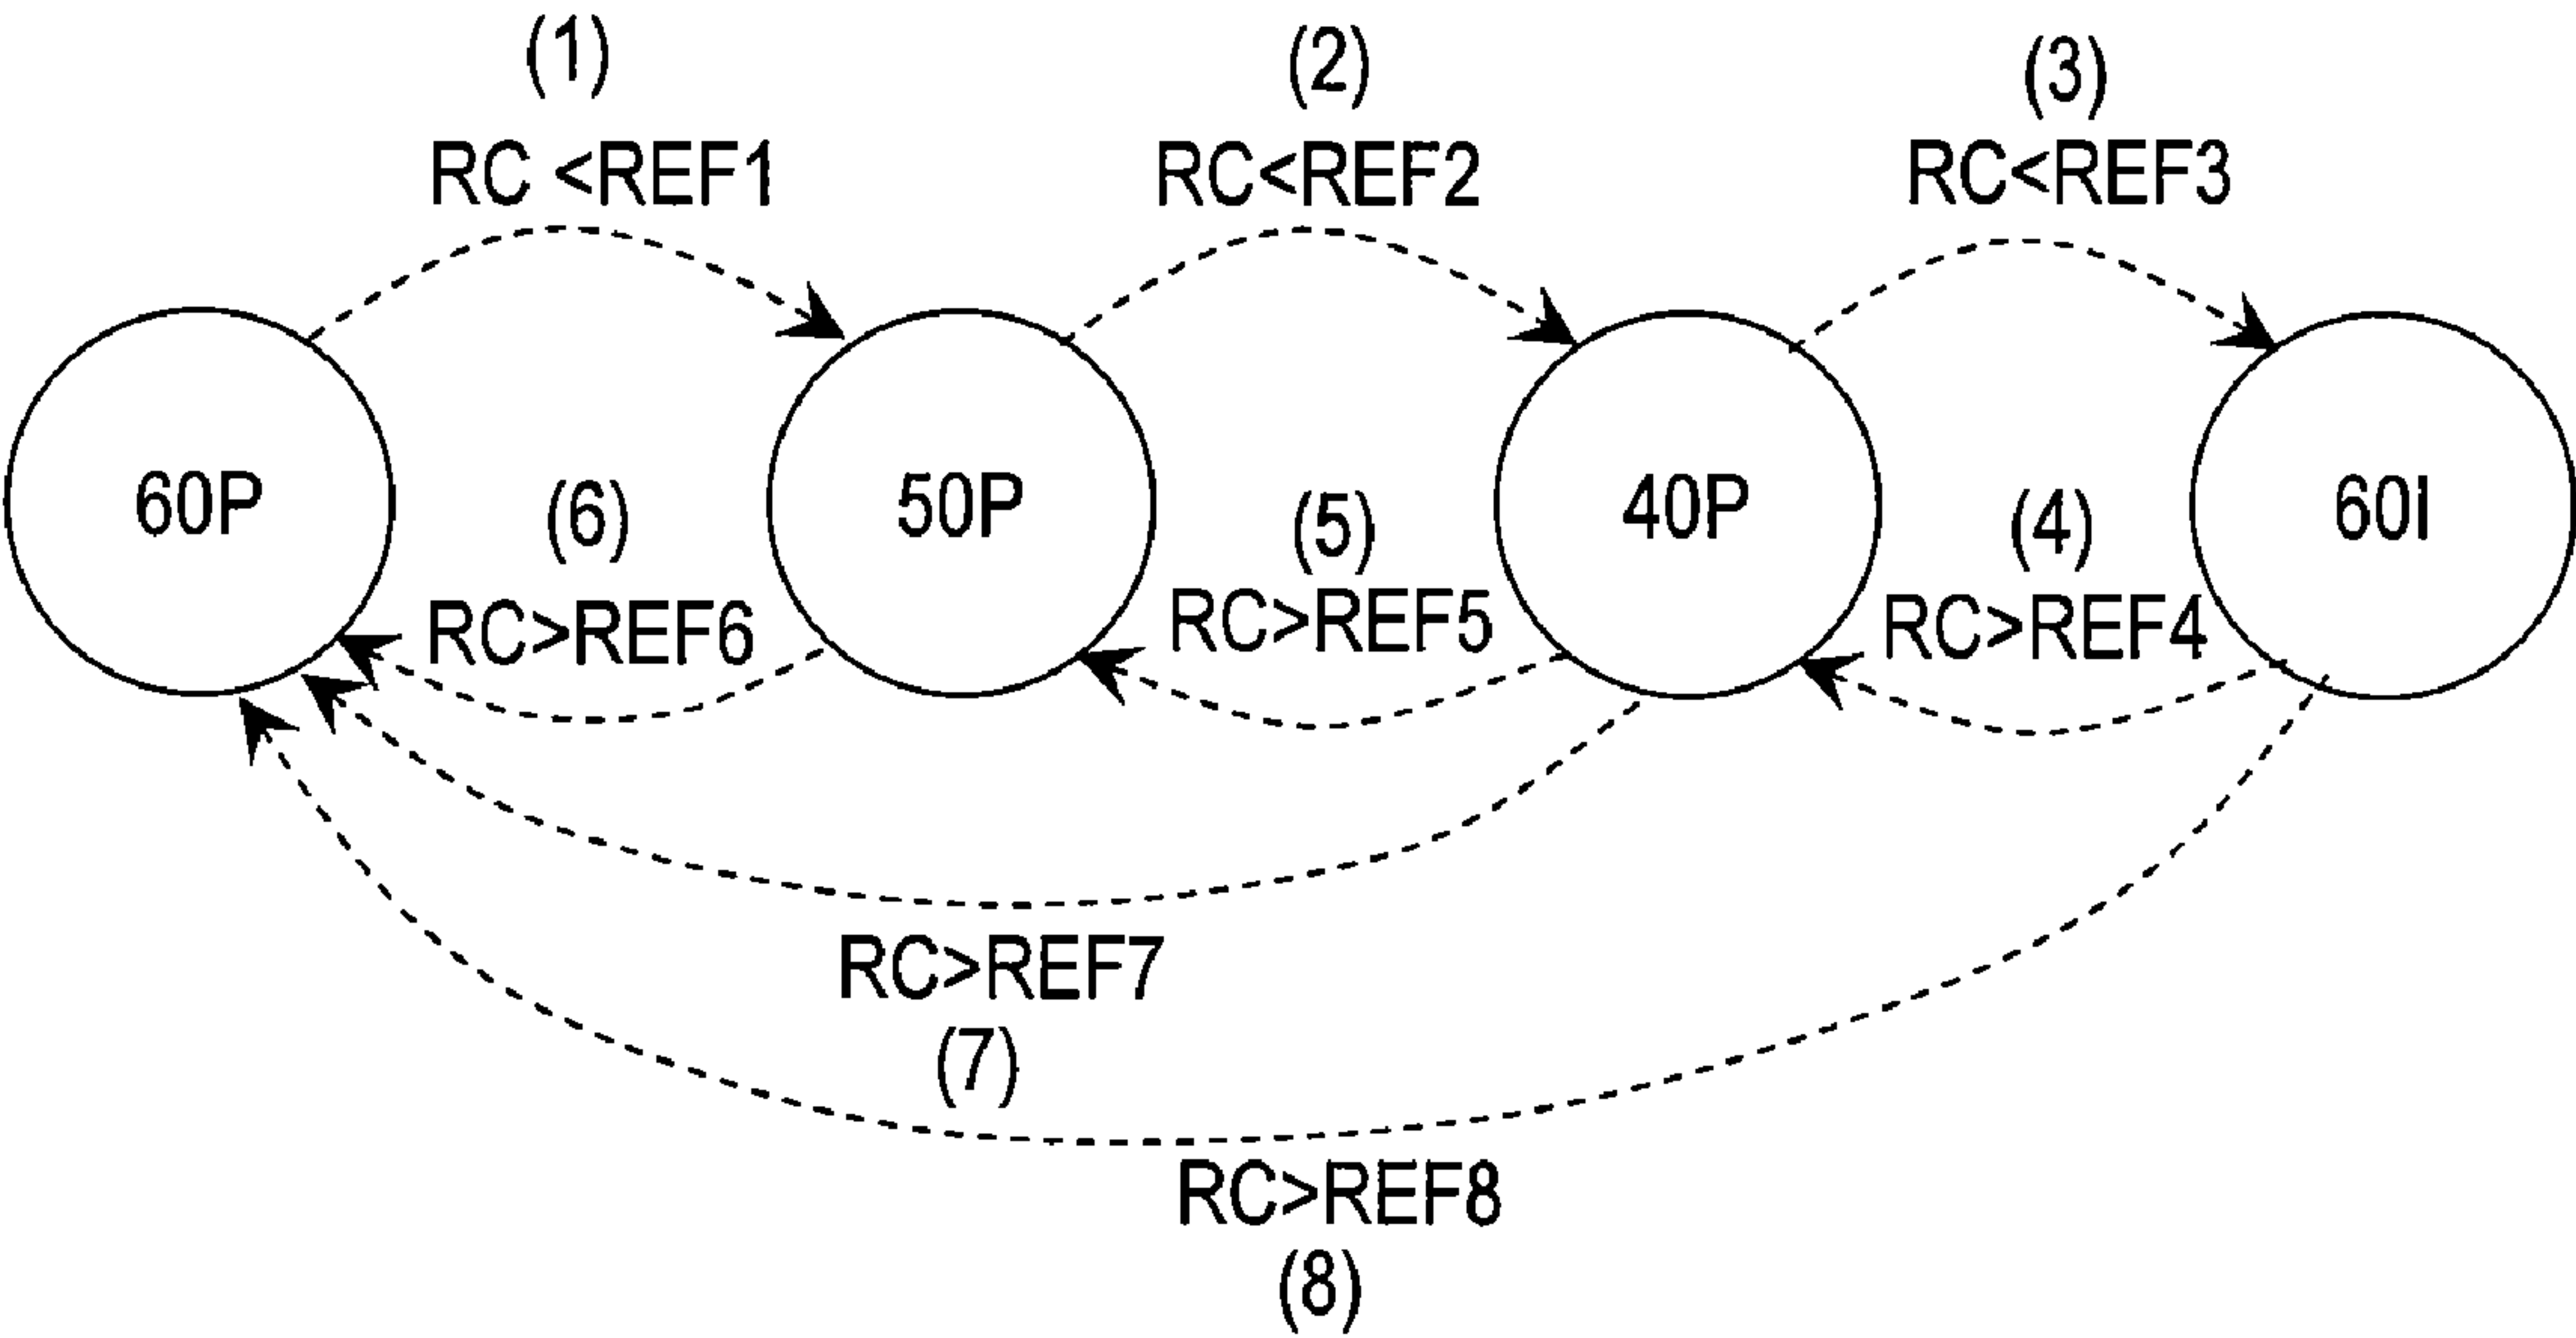 (1)
RC <REF1
(2)
RC<REF2
(3)
RC<REF3
60P
50P
40P
60I
(6)
RC>REF6
(5)
RC>REF5
(4)
RC>REF4
RC>REF7
(7)
RC>REF8
(8)